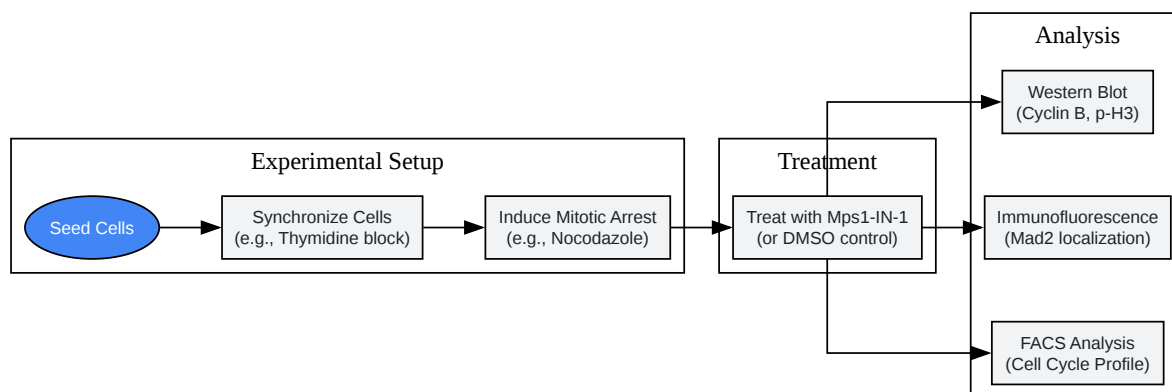 Experimental Setup
Seed Cells
Synchronize Cells
(e.g., Thymidine block)
Induce Mitotic Arrest
(e.g., Nocodazole)
Treatment
Treat with Mps1-IN-1
(or DMSO control)
Analysis
Western Blot
(Cyclin B, p-H3)
Immunofluorescence
(Mad2 localization)
FACS Analysis
(Cell Cycle Profile)